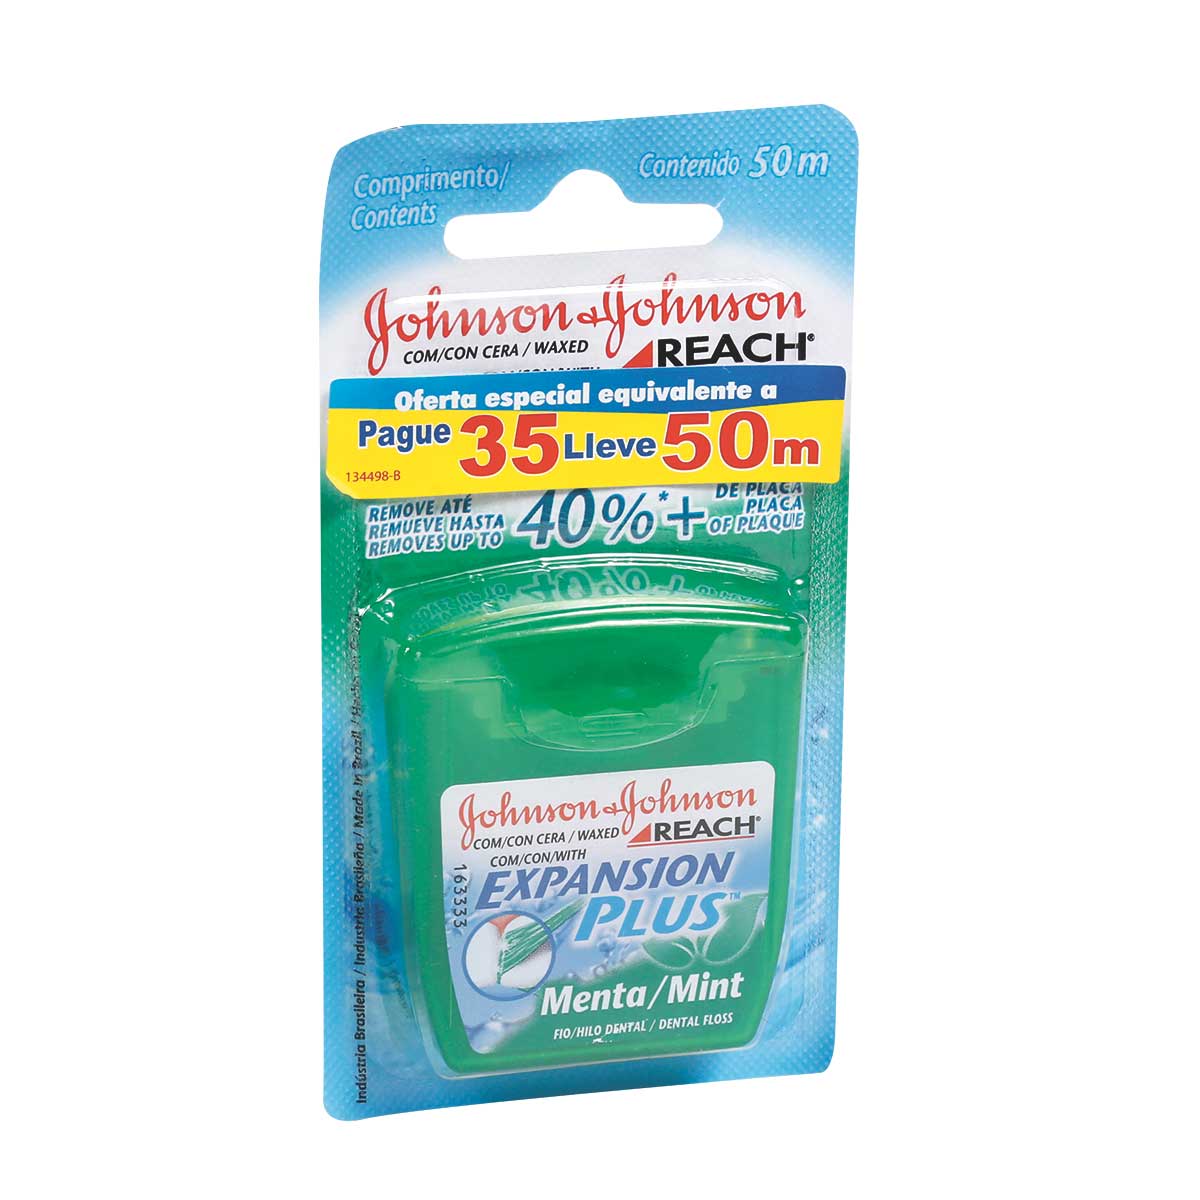 Comprimento/
Contents
Contenido 50 m
Johnson & Johnson
COM/CON CERA / WAXED
REACH®
Oferta especial equivalente a
Pague 35 Lleve 50m
134498-B
REMOVE ATÉ
REMUEVE HASTA
REMOVES UP TO
40%* +
DE PLACA
PLACA
OF PLAQUE
Johnson & Johnson
COM/CON CERA / WAXED
REACH®
COM/CON/WITH
EXPANSION
PLUS™
163333
Menta/Mint
FIO/HILO DENTAL / DENTAL FLOSS
Indústria Brasileira / Industria Brasileña / Made in Brazil /